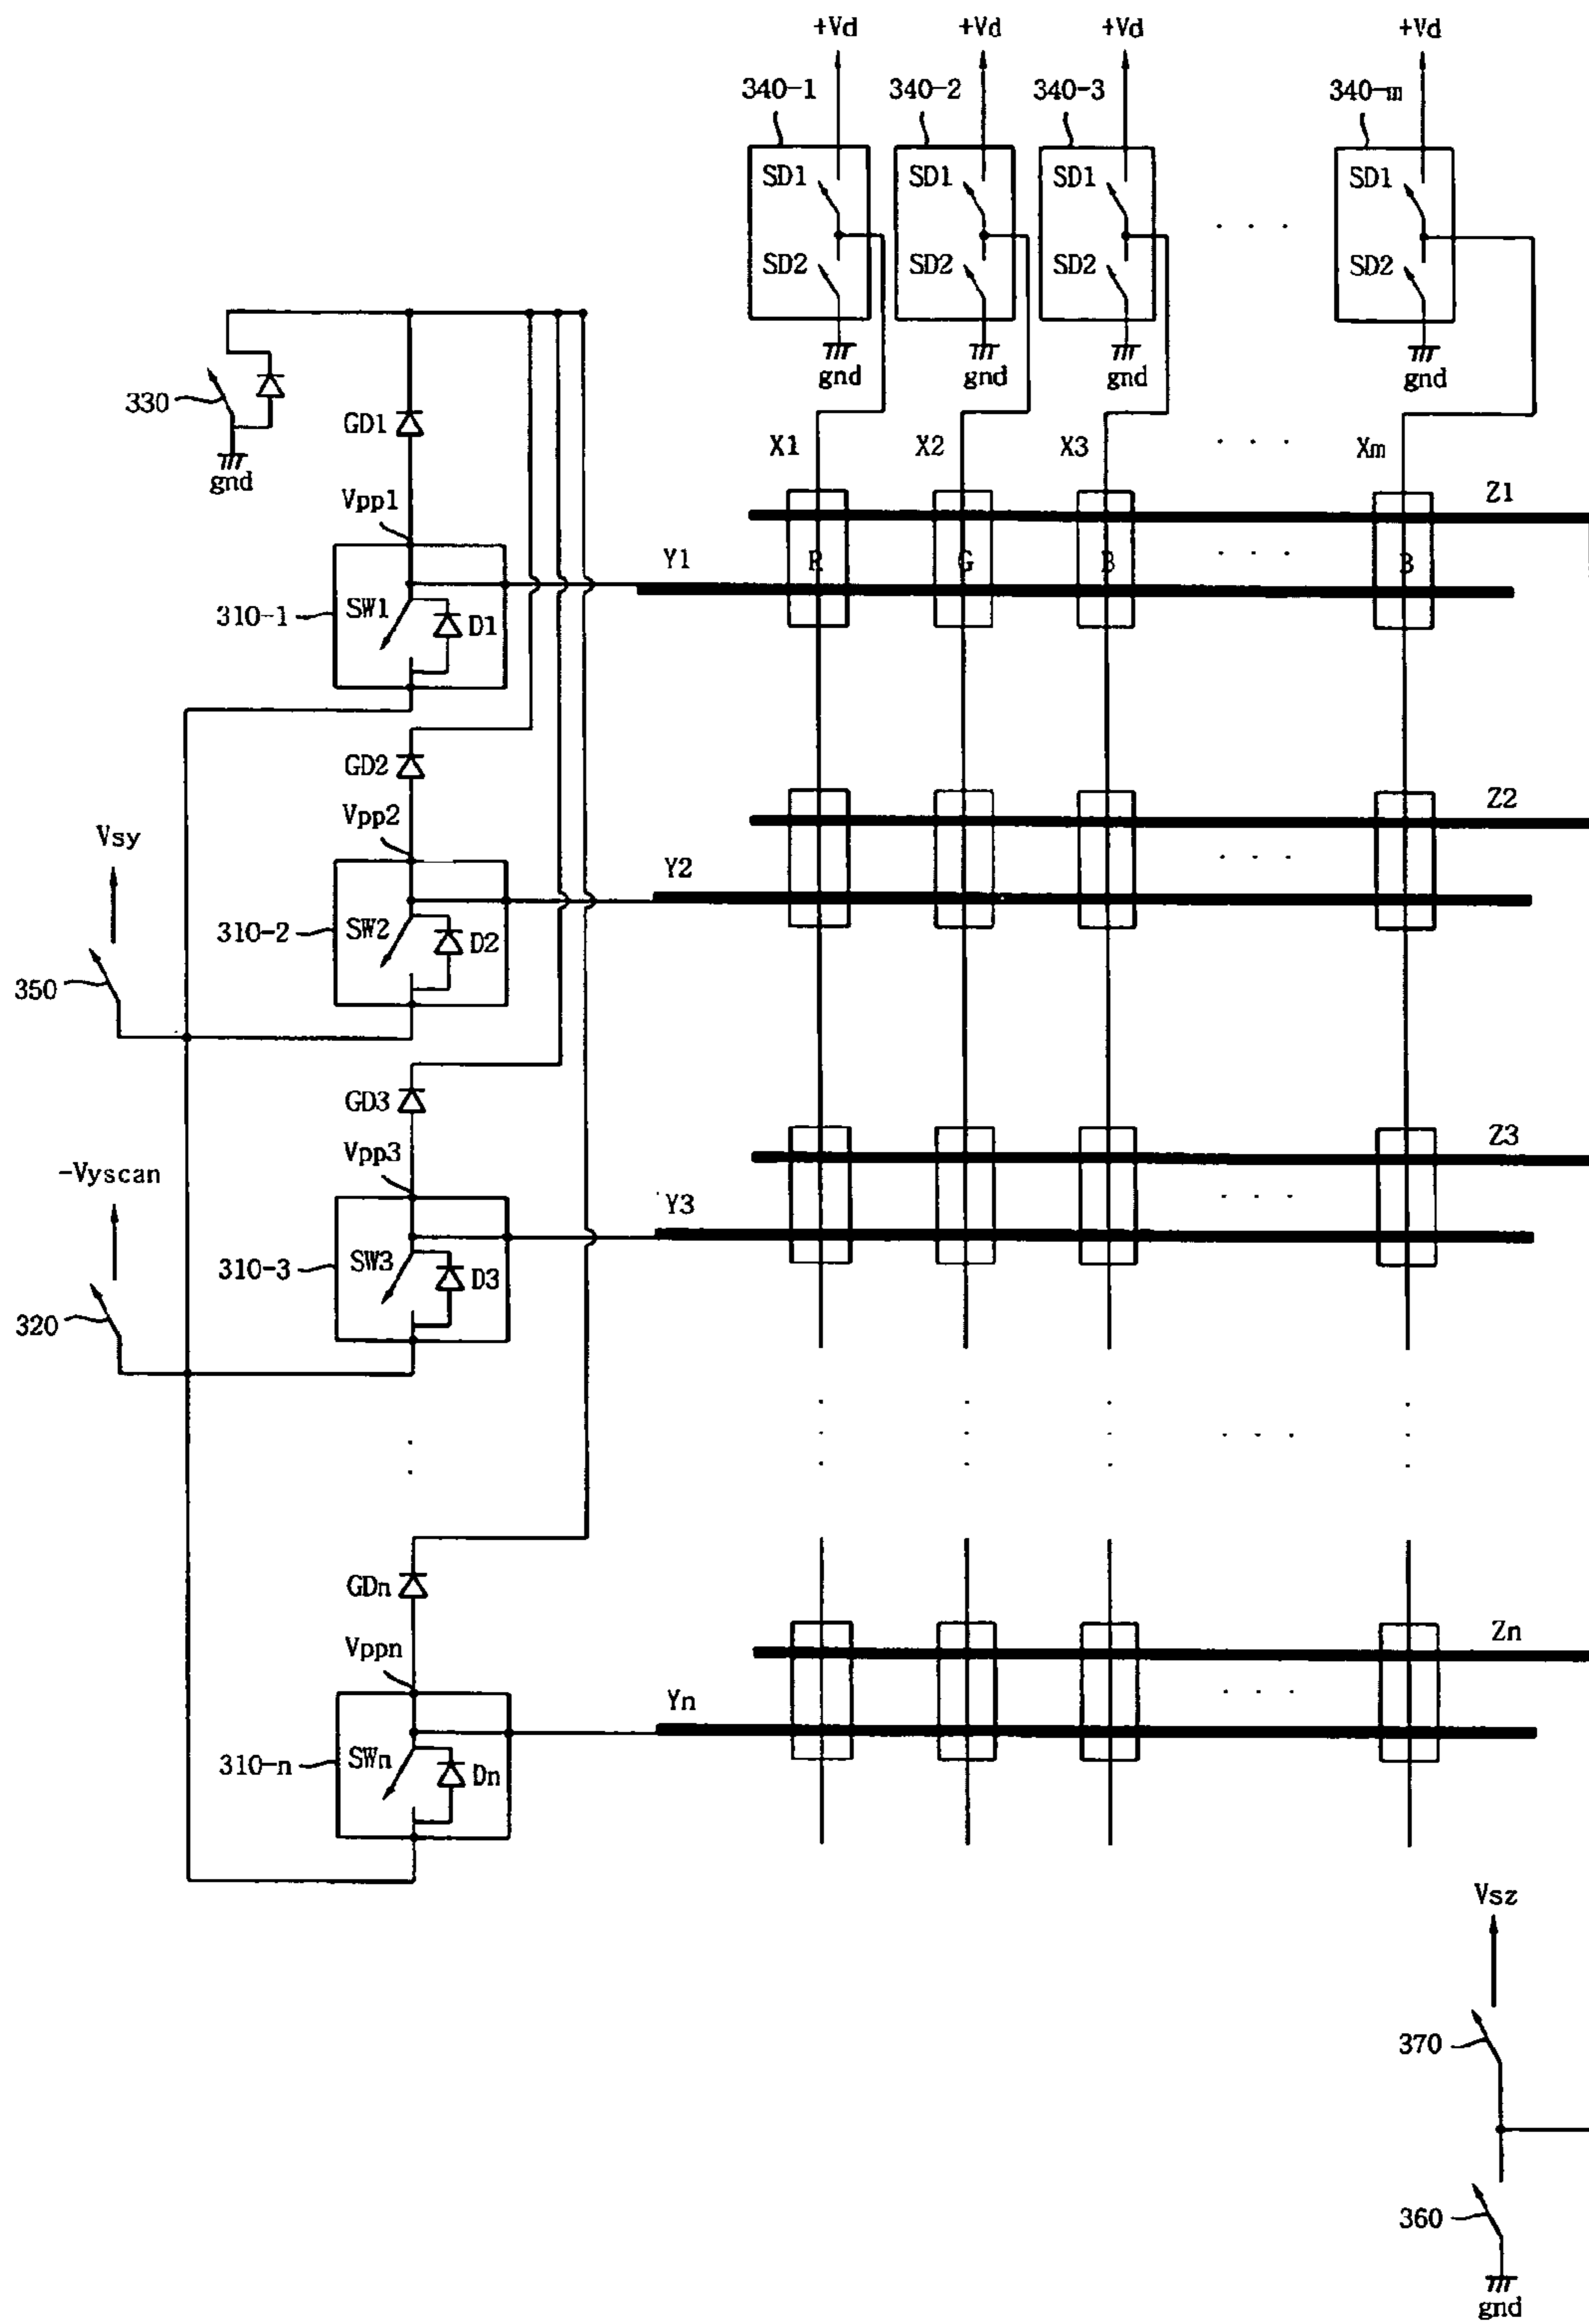 +Vd +Vd +Vd +Vd
340-1 340-2 340-3 340-m
SD1 SD1 SD1 SD1
. . .
SD2 SD2 SD2 SD2
gnd gnd gnd gnd
330
gnd
GD1
X1 X2 X3 . . . Xm
Vpp1
Z1
Y1 R G B . . . B
310-1 SW1 D1
GD2
Vpp2
Z2
Vsy
Y2 . . .
310-2 SW2 D2
350
GD3
Vpp3
Z3
-Vyscan
Y3 . . .
310-3 SW3 D3
320
. . .
GDn
Vppn
Zn
Yn . . .
310-n SWn Dn
Vsz
370
360
gnd